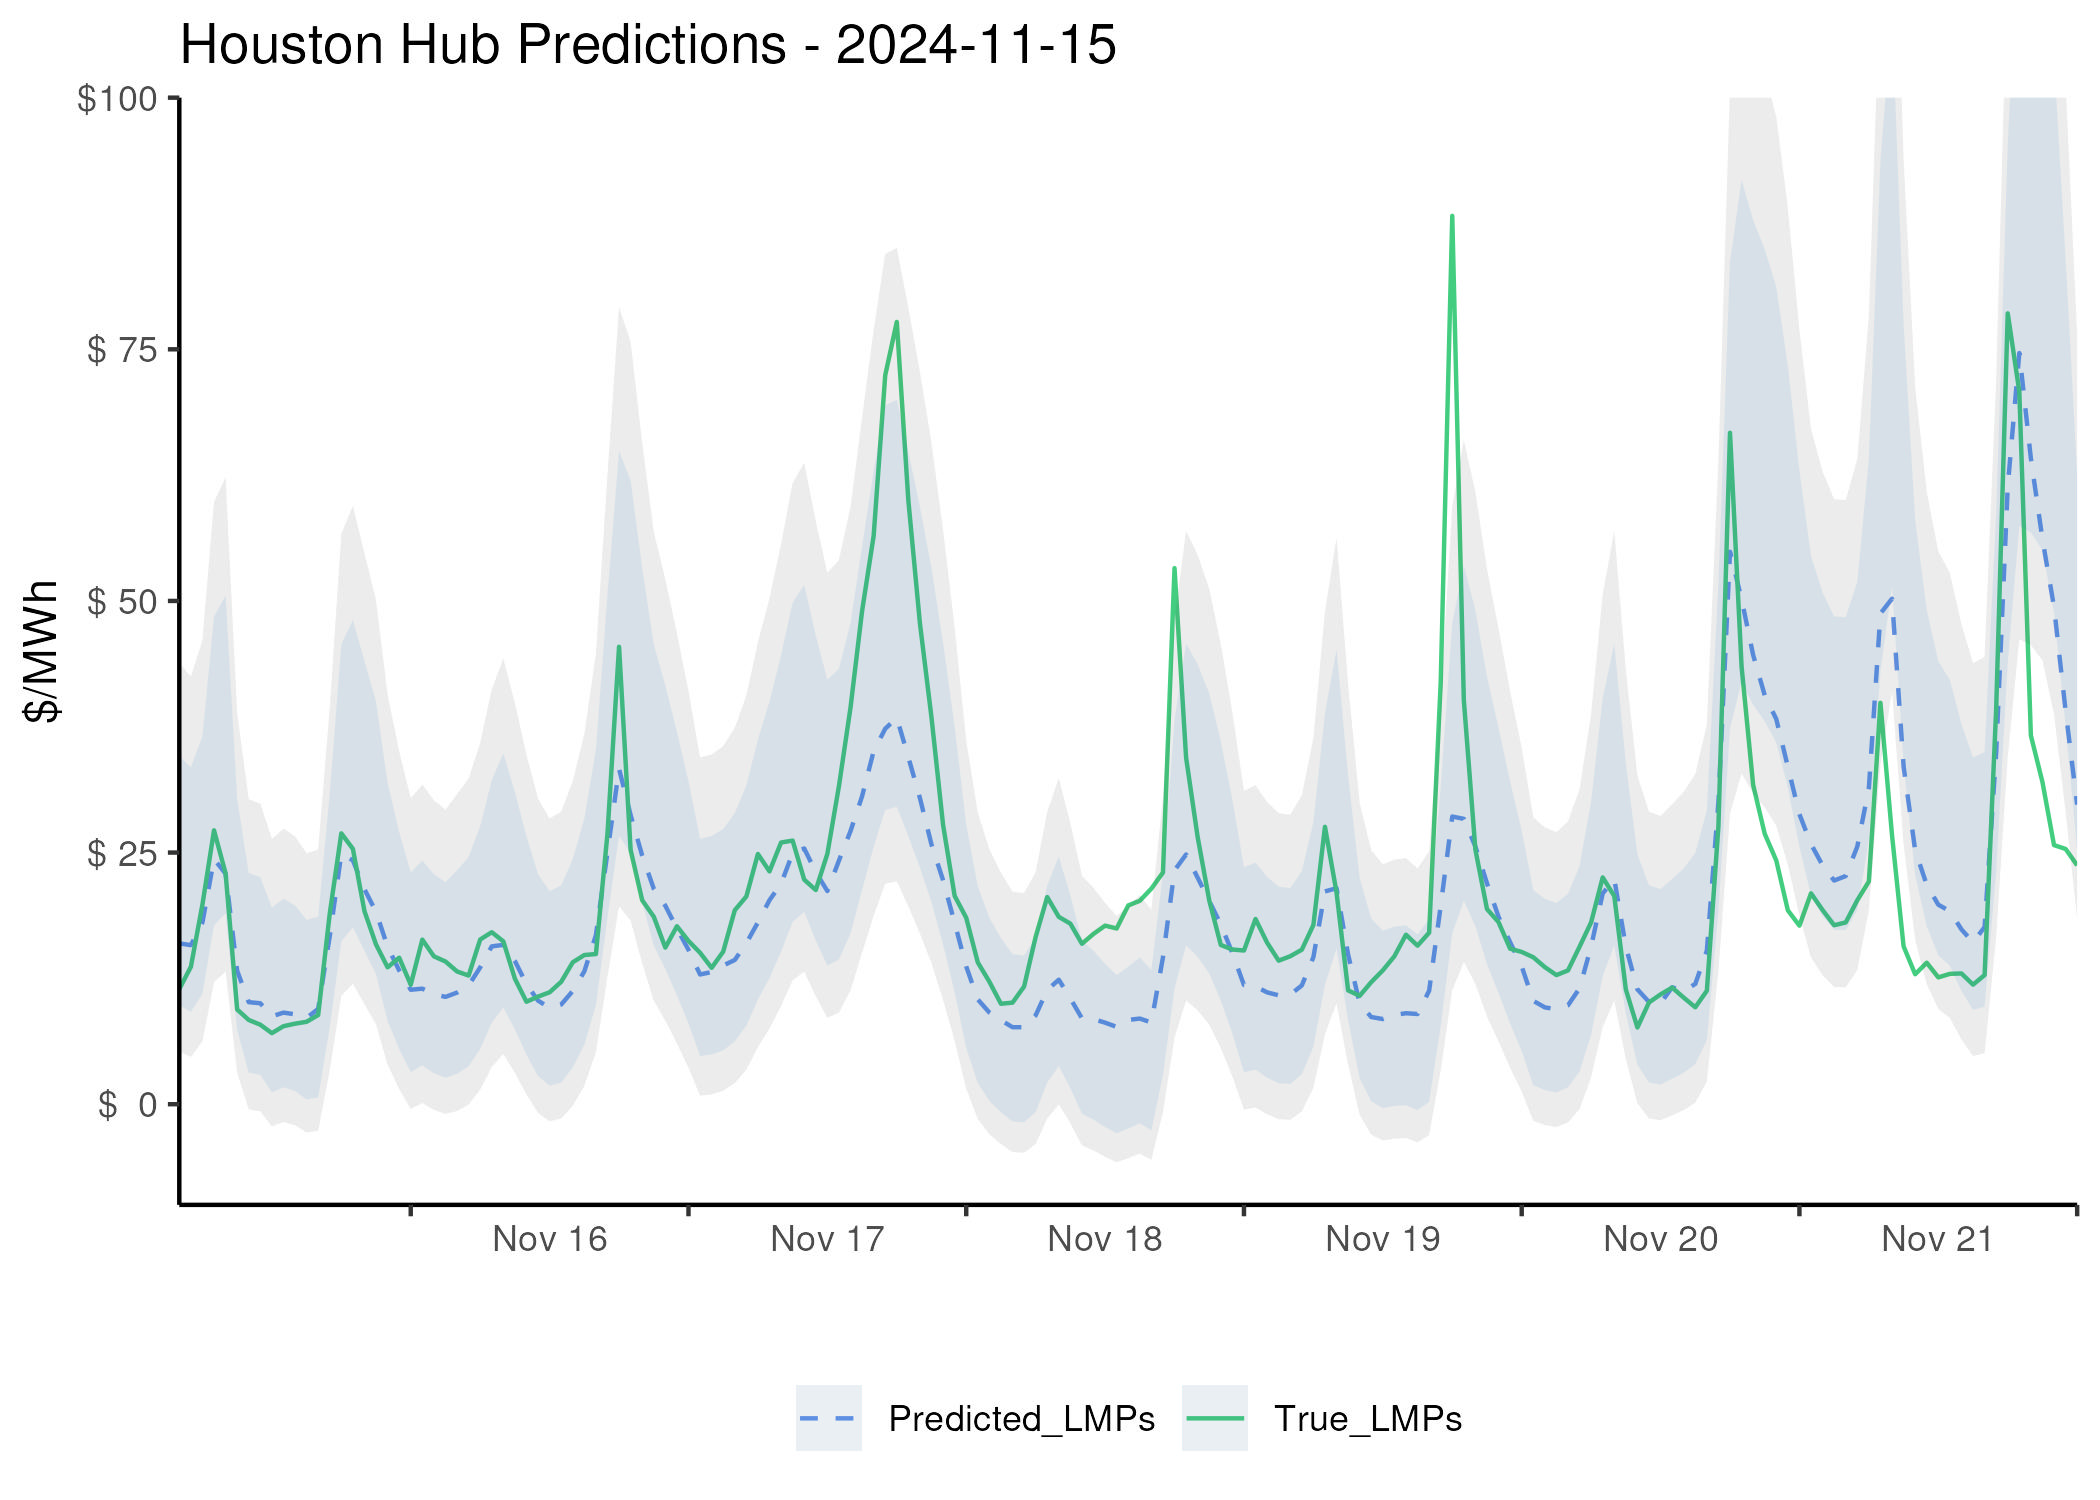 Houston Hub Predictions - 2024-11-15
$100
$ 75
$ 50
$ 25
$ 0
$/MWh
Nov 16 Nov 17 Nov 18 Nov 19 Nov 20 Nov 21
Predicted_LMPs True_LMPs